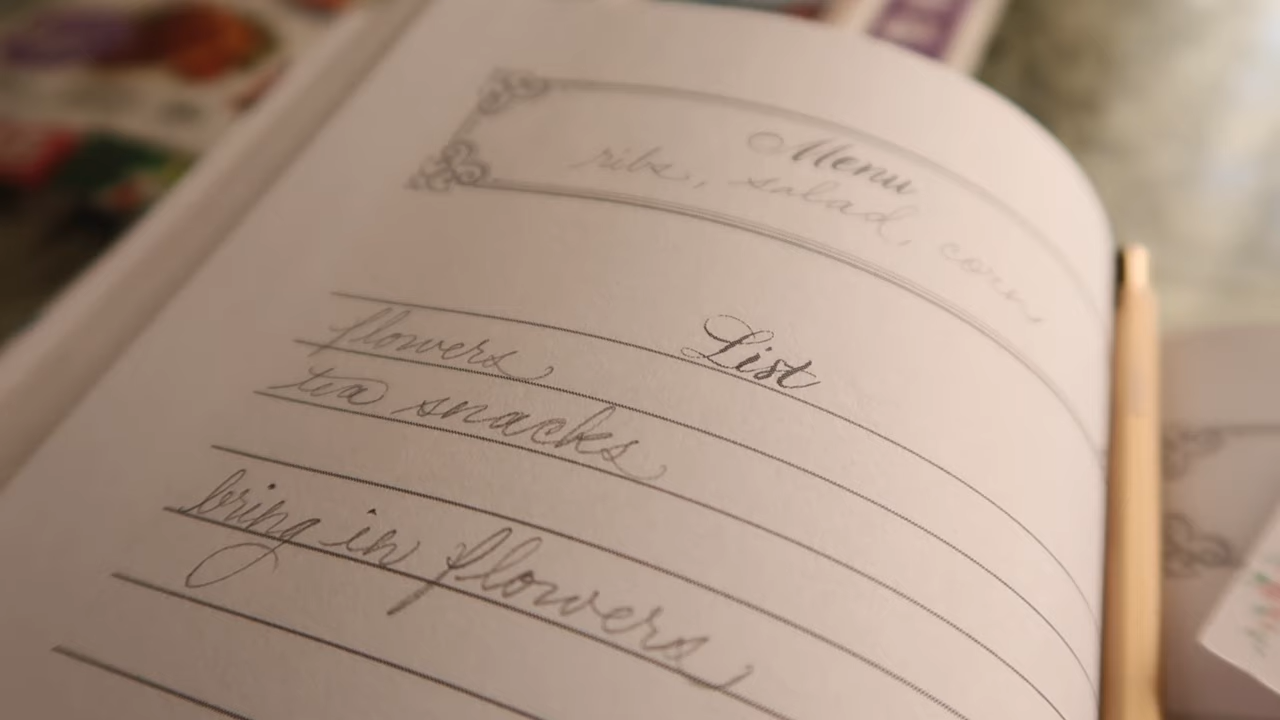 Menu
ribs, salad, corn,
List
flowers
tea snacks
bring in flowers